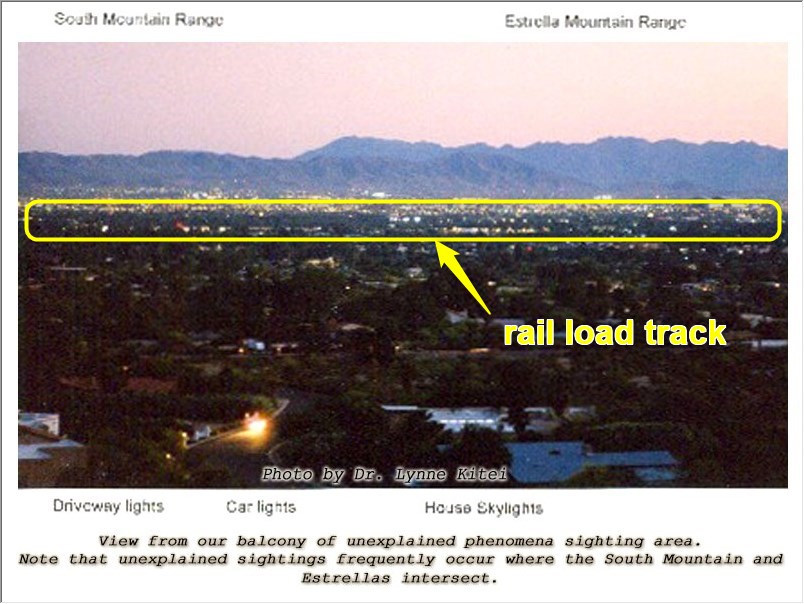 South Mountain Range
Estrella Mountain Range
rail load track
Photo by Dr. Lynne Kitei
Driveway lights
Car lights
House Skylights
View from our balcony of unexplained phenomena sighting area.
Note that unexplained sightings frequently occur where the South Mountain and
Estrellas intersect.